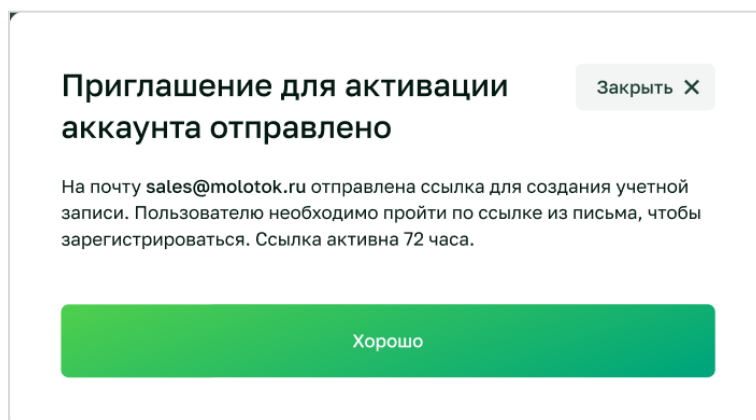 Приглашение для активации
аккаунта отправлено
Закрыть
На почту sales@molotok.ru отправлена ссылка для создания учетной
записи. Пользователю необходимо пройти по ссылке из письма, чтобы
зарегистрироваться. Ссылка активна 72 часа.
Хорошо